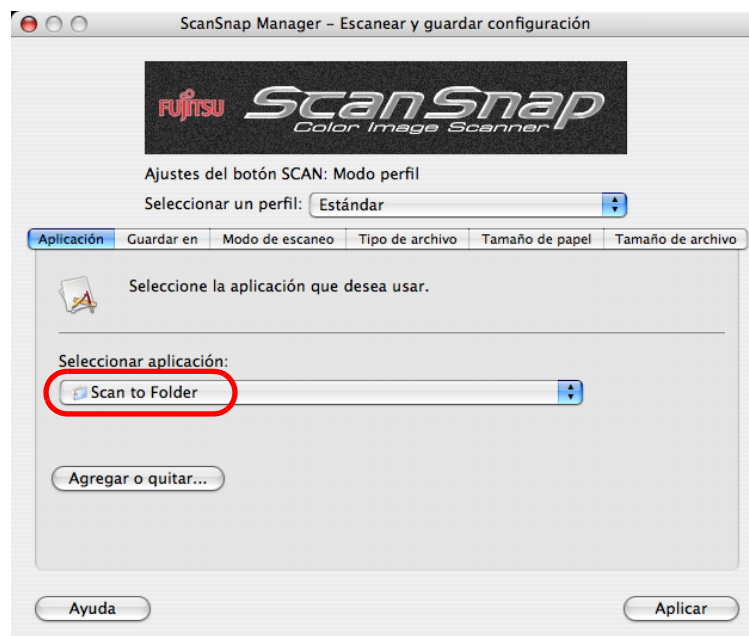 ScanSnap Manager – Escanear y guardar configuración
FUJITSU ScanSnap
Color Image Scanner
Ajustes del botón SCAN: Modo perfil
Seleccionar un perfil: Estándar
Aplicación Guardar en Modo de escaneo Tipo de archivo Tamaño de papel Tamaño de archivo
Seleccione la aplicación que desea usar.
Seleccionar aplicación:
Scan to Folder
Agregar o quitar...
Ayuda Aplicar